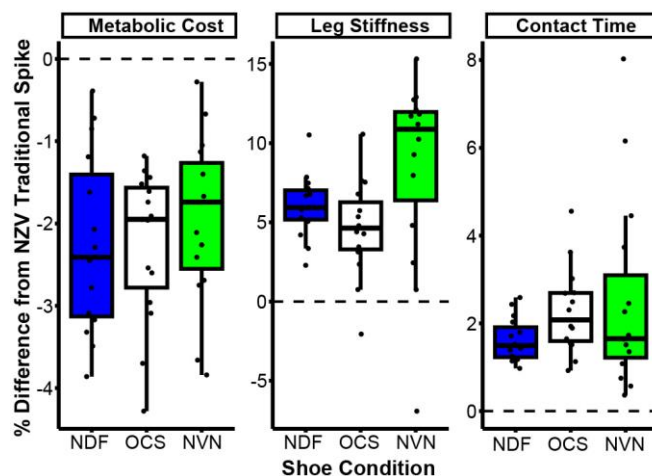 Metabolic Cost
Leg Stiffness
Contact Time
% Difference from NZV Traditional Spike
0
-1
-2
-3
-4
15
10
5
0
-5
8
6
4
2
0
NDF OCS NVN
NDF OCS NVN
NDF OCS NVN
Shoe Condition